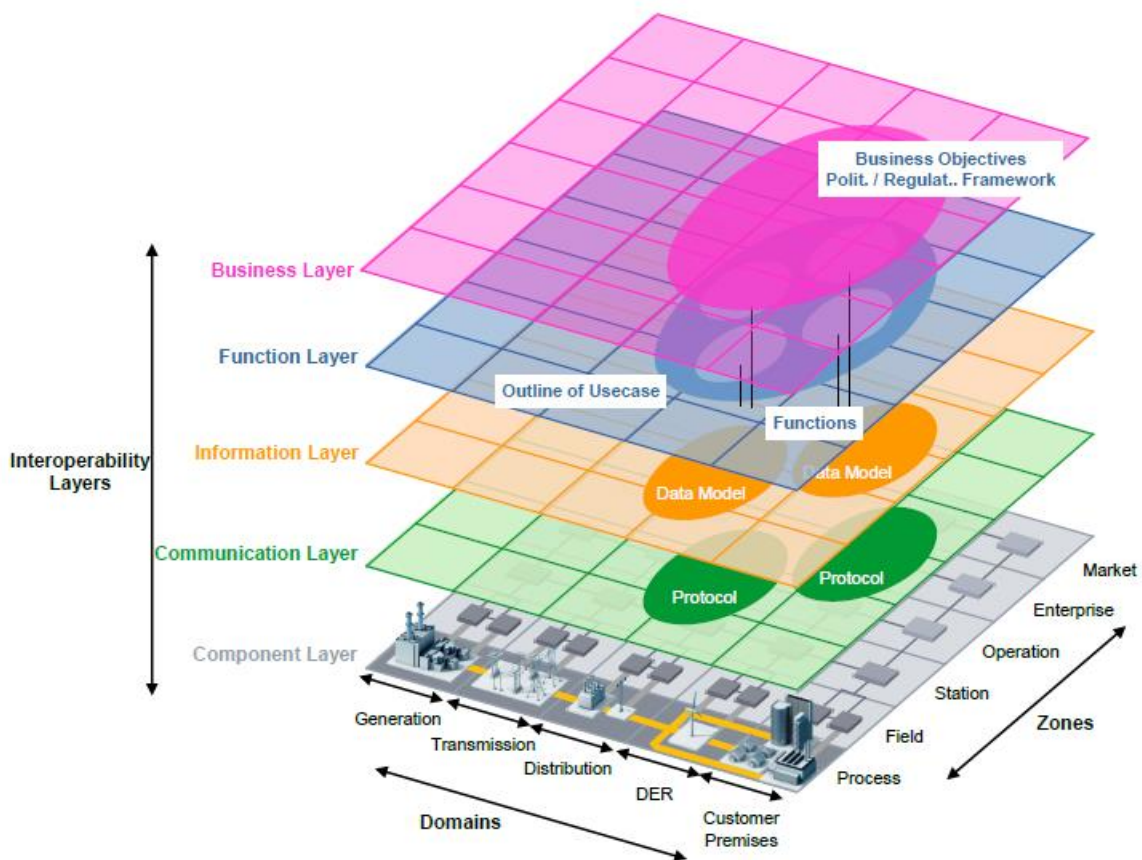 Business Objectives
Polit. / Regulat.. Framework
Business Layer
Function Layer
Outline of Usecase
Functions
Information Layer
Data Model
Data Model
Interoperability
Layers
Communication Layer
Protocol
Protocol
Component Layer
Market
Enterprise
Operation
Station
Field
Process
Zones
Generation
Transmission
Distribution
DER
Customer
Premises
Domains